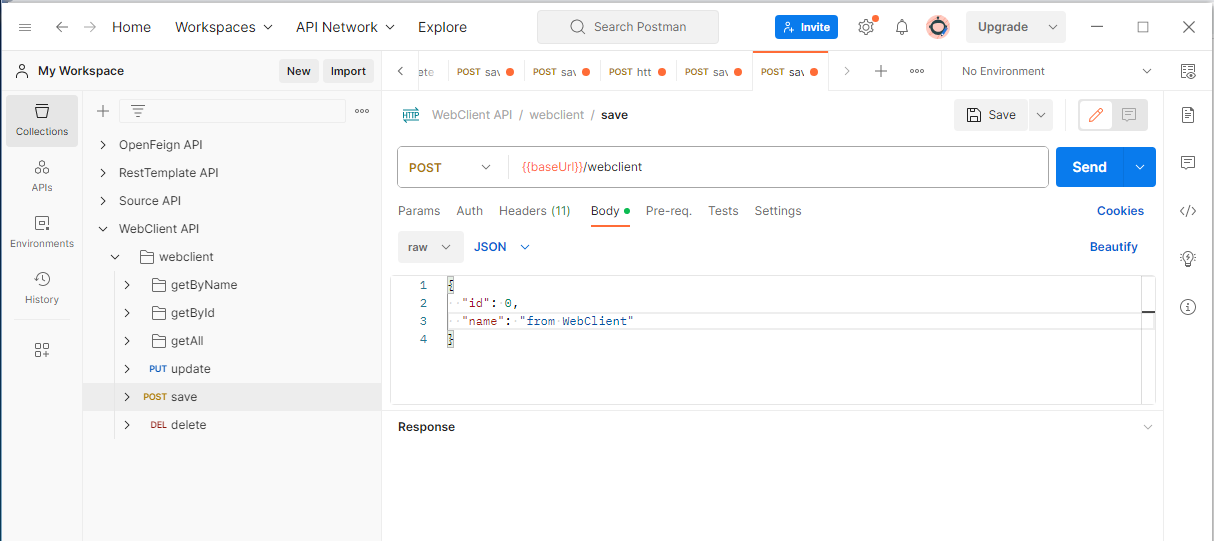 Home Workspaces API Network Explore Search Postman Invite Upgrade
My Workspace New Import
ete POST sav POST sav POST htt POST sav POST sav No Environment
Collections
APIs
Environments
History
OpenFeign API
RestTemplate API
Source API
WebClient API
webclient
getByName
getById
getAll
PUT update
POST save
DEL delete
HTTP WebClient API / webclient / save Save
POST {{baseUrl}}/webclient Send
Params Auth Headers (11) Body Pre-req. Tests Settings Cookies
raw JSON Beautify
1 {
2 "id": 0,
3 "name": "from WebClient"
4 }
Response